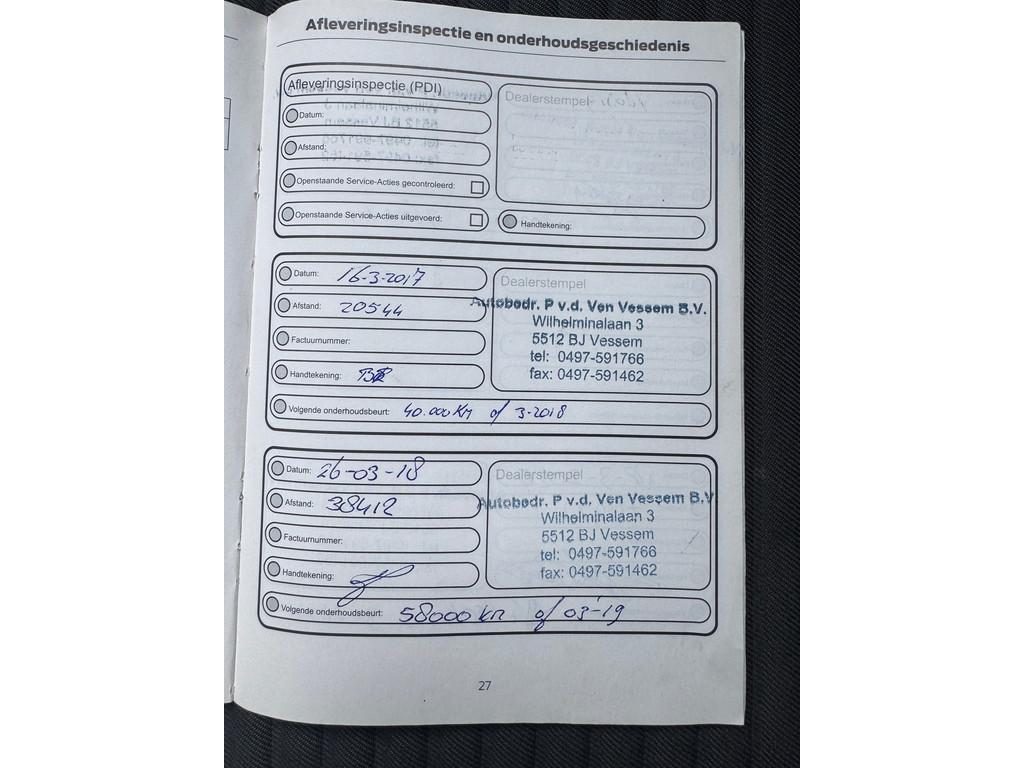 Afleveringsinspectie en onderhoudsgeschiedenis
Afleveringsinspectie (PDI)
Dealerstempel
Datum:
Afstand:
Openstaande Service-Acties gecontroleerd:
Openstaande Service-Acties uitgevoerd:
Handtekening:
Datum: 16-3-2017
Dealerstempel
Afstand: 20544
Autobedr. P v.d. Ven Vessem B.V.
Wilhelminalaan 3
Factuurnummer:
5512 BJ Vessem
tel: 0497-591766
Handtekening:
fax: 0497-591462
Volgende onderhoudsbeurt: 40.000 KM of 3-2018
Datum: 26-03-18
Dealerstempel
Afstand: 38412
Autobedr. P v.d. Ven Vessem B.V
Wilhelminalaan 3
Factuurnummer:
5512 BJ Vessem
tel: 0497-591766
Handtekening:
fax: 0497-591462
Volgende onderhoudsbeurt: 58000 km of 03-'19
27